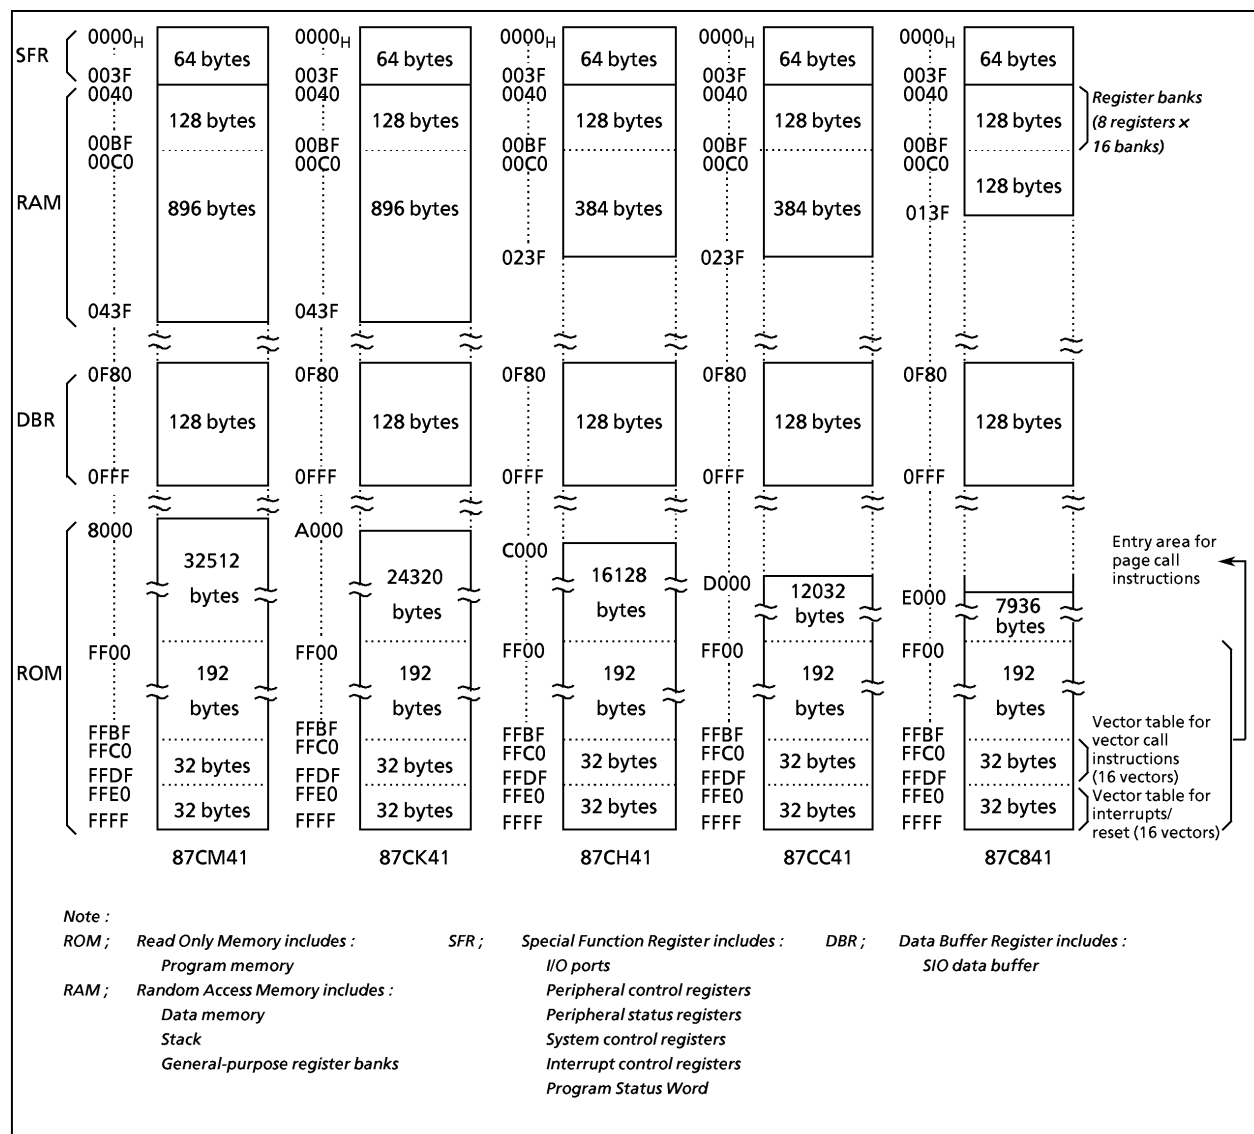 SFR
RAM
DBR
ROM
0000H
003F
0040
00BF
00C0
043F
0F80
0FFF
8000
FF00
FFBF
FFC0
FFDF
FFE0
FFFF
64 bytes
128 bytes
896 bytes
128 bytes
32512
bytes
192
bytes
32 bytes
32 bytes
87CM41
0000H
003F
0040
00BF
00C0
043F
0F80
0FFF
A000
FF00
FFBF
FFC0
FFDF
FFE0
FFFF
64 bytes
128 bytes
896 bytes
128 bytes
24320
bytes
192
bytes
32 bytes
32 bytes
87CK41
0000H
003F
0040
00BF
00C0
023F
0F80
0FFF
C000
FF00
FFBF
FFC0
FFDF
FFE0
FFFF
64 bytes
128 bytes
384 bytes
128 bytes
16128
bytes
192
bytes
32 bytes
32 bytes
87CH41
0000H
003F
0040
00BF
00C0
023F
0F80
0FFF
D000
FF00
FFBF
FFC0
FFDF
FFE0
FFFF
64 bytes
128 bytes
384 bytes
128 bytes
12032
bytes
192
bytes
32 bytes
32 bytes
87CC41
0000H
003F
0040
00BF
00C0
013F
0F80
0FFF
E000
FF00
FFBF
FFC0
FFDF
FFE0
FFFF
64 bytes
128 bytes
128 bytes
128 bytes
7936
bytes
192
bytes
32 bytes
32 bytes
87C841
Register banks
(8 registers ×
16 banks)
Entry area for
page call
instructions
Vector table for
vector call
instructions
(16 vectors)
Vector table for
interrupts/
reset (16 vectors)
Note :
ROM ; Read Only Memory includes :
Program memory
RAM ; Random Access Memory includes :
Data memory
Stack
General-purpose register banks
SFR ; Special Function Register includes :
I/O ports
Peripheral control registers
Peripheral status registers
System control registers
Interrupt control registers
Program Status Word
DBR ; Data Buffer Register includes :
SIO data buffer